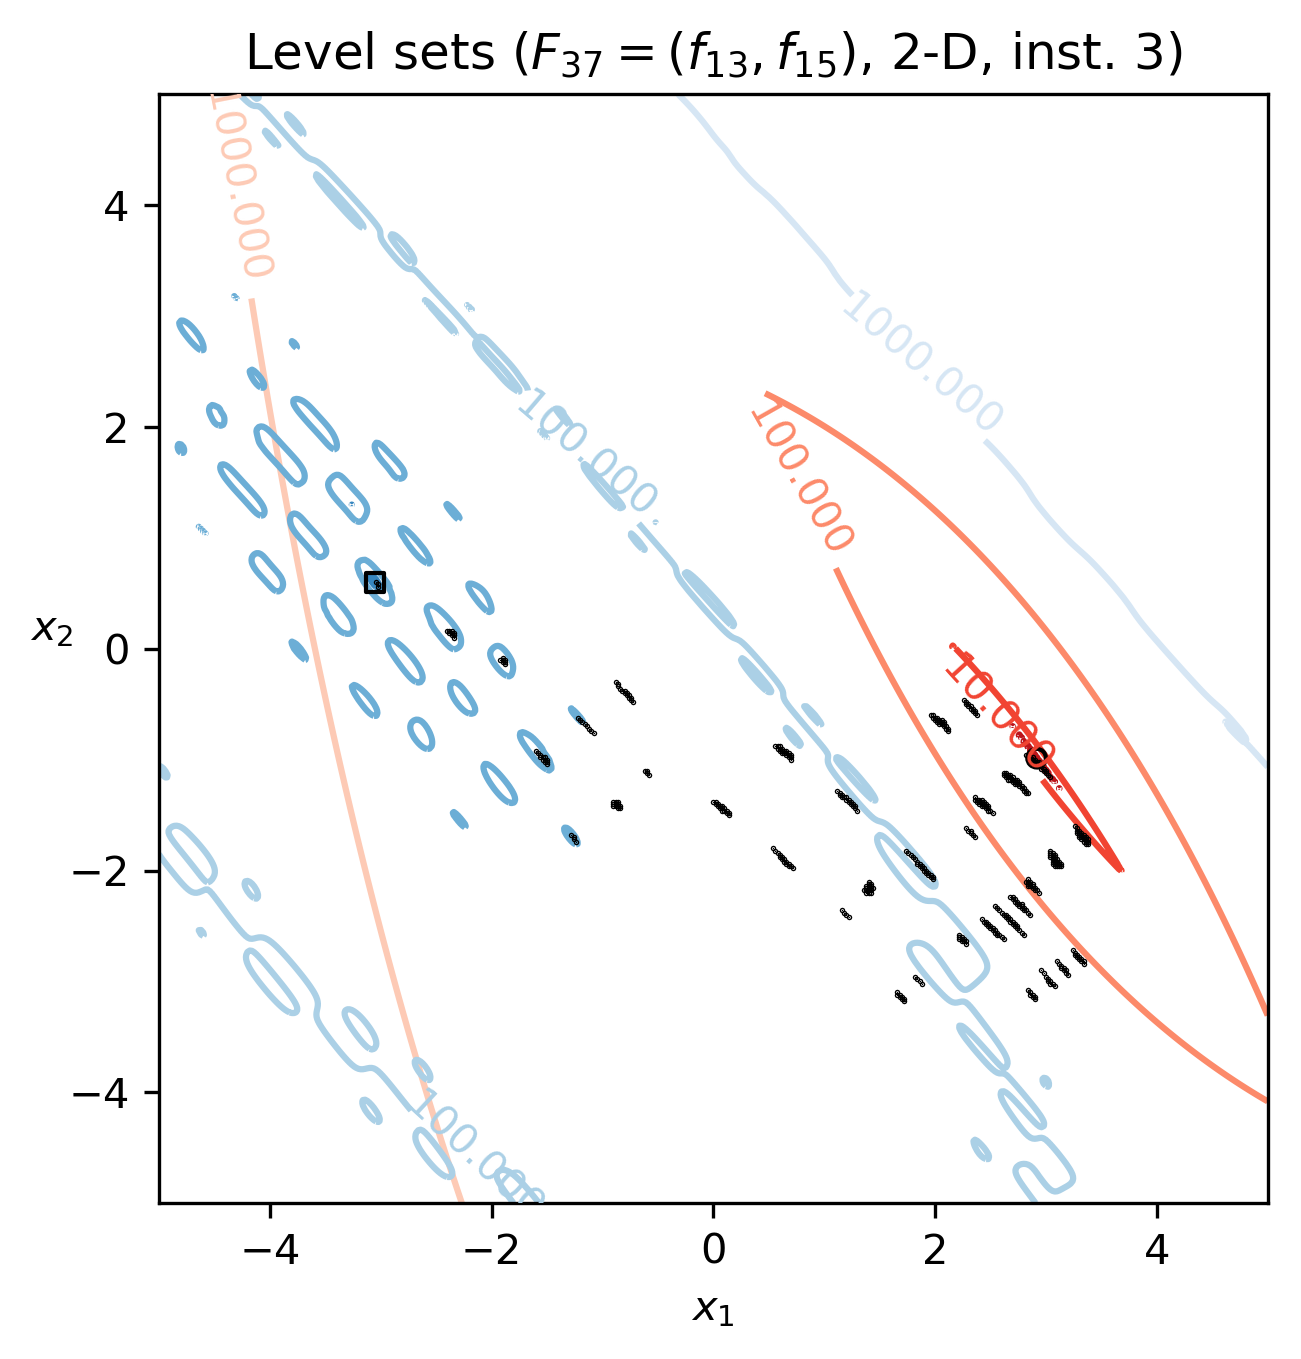 Level sets (F₃₇ = (f₁₃, f₁₅), 2-D, inst. 3)
1000.000
4
1000.000
2
100.000
100.000
x₂
0
10.000
−2
−4
100.000
−4 −2 0 2 4
x₁